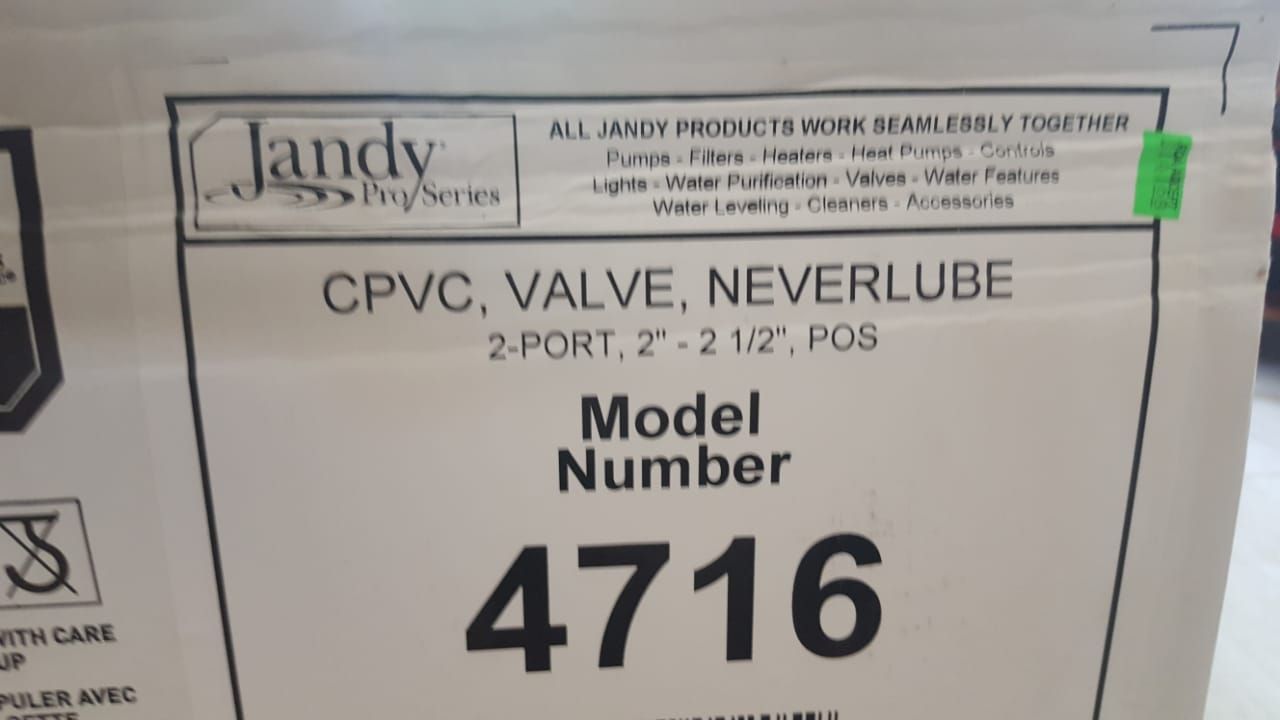 Jandy
Pro Series
ALL JANDY PRODUCTS WORK SEAMLESSLY TOGETHER
Pumps - Filters - Heaters - Heat Pumps - Controls
Lights - Water Purification - Valves - Water Features
Water Leveling - Cleaners - Accessories
CPVC, VALVE, NEVERLUBE
2-PORT, 2" - 2 1/2", POS
Model
Number
4716
WITH CARE
UP
PULER AVEC